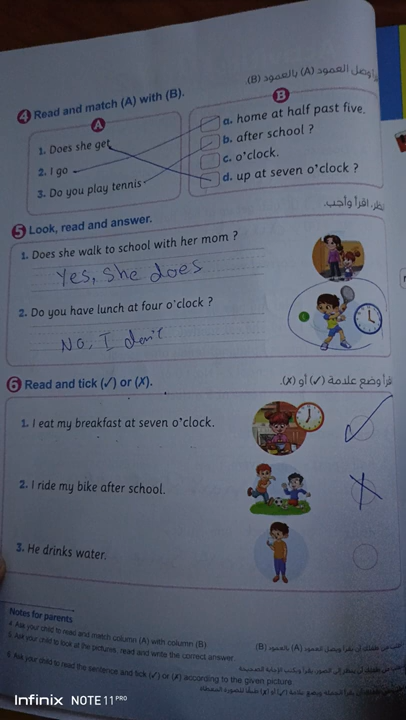 وصل العمود (A) بالعمود (B).
4 Read and match (A) with (B).
A
1. Does she get
2. I go
3. Do you play tennis
B
a. home at half past five.
b. after school ?
c. o'clock.
d. up at seven o'clock ?
انظر، اقرأ وأجب.
5 Look, read and answer.
1. Does she walk to school with her mom ?
Yes, she does
2. Do you have lunch at four o'clock ?
No, I don't
6 Read and tick (✓) or (X).
اقرأ وضع علامة (✓) أو (X).
1. I eat my breakfast at seven o'clock.
2. I ride my bike after school.
3. He drinks water.
Notes for parents
4 Ask your child to read and match column (A) with column (B)
5 Ask your child to look at the pictures, read and write the correct answer.
6 Ask your child to read the sentence and tick (✓) or (X) according to the given picture.
Infinix NOTE 11 PRO